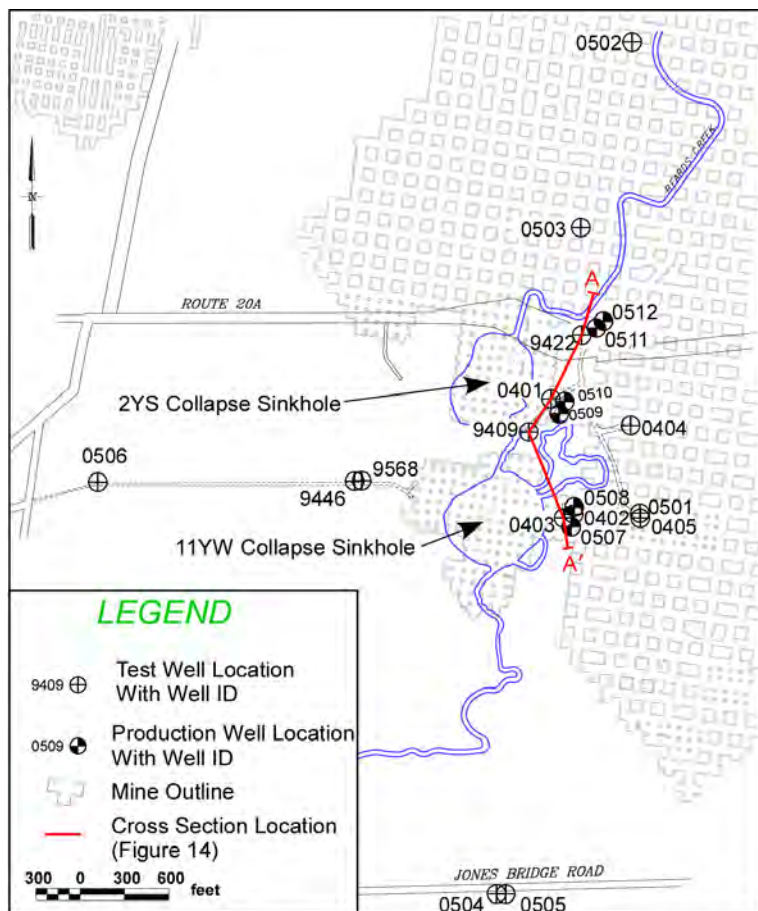 0502
BEARDS CREEK
0503
N
A
ROUTE 20A
0512
0511
9422
2YS Collapse Sinkhole
0401
0510
0509
9409
0404
0506
9568
9446
0508
0501
0403
0402
0405
0507
11YW Collapse Sinkhole
A'
LEGEND
9409
Test Well Location
With Well ID
0509
Production Well Location
With Well ID
Mine Outline
Cross Section Location
(Figure 14)
300 0 300 600
feet
JONES BRIDGE ROAD
0504
0505